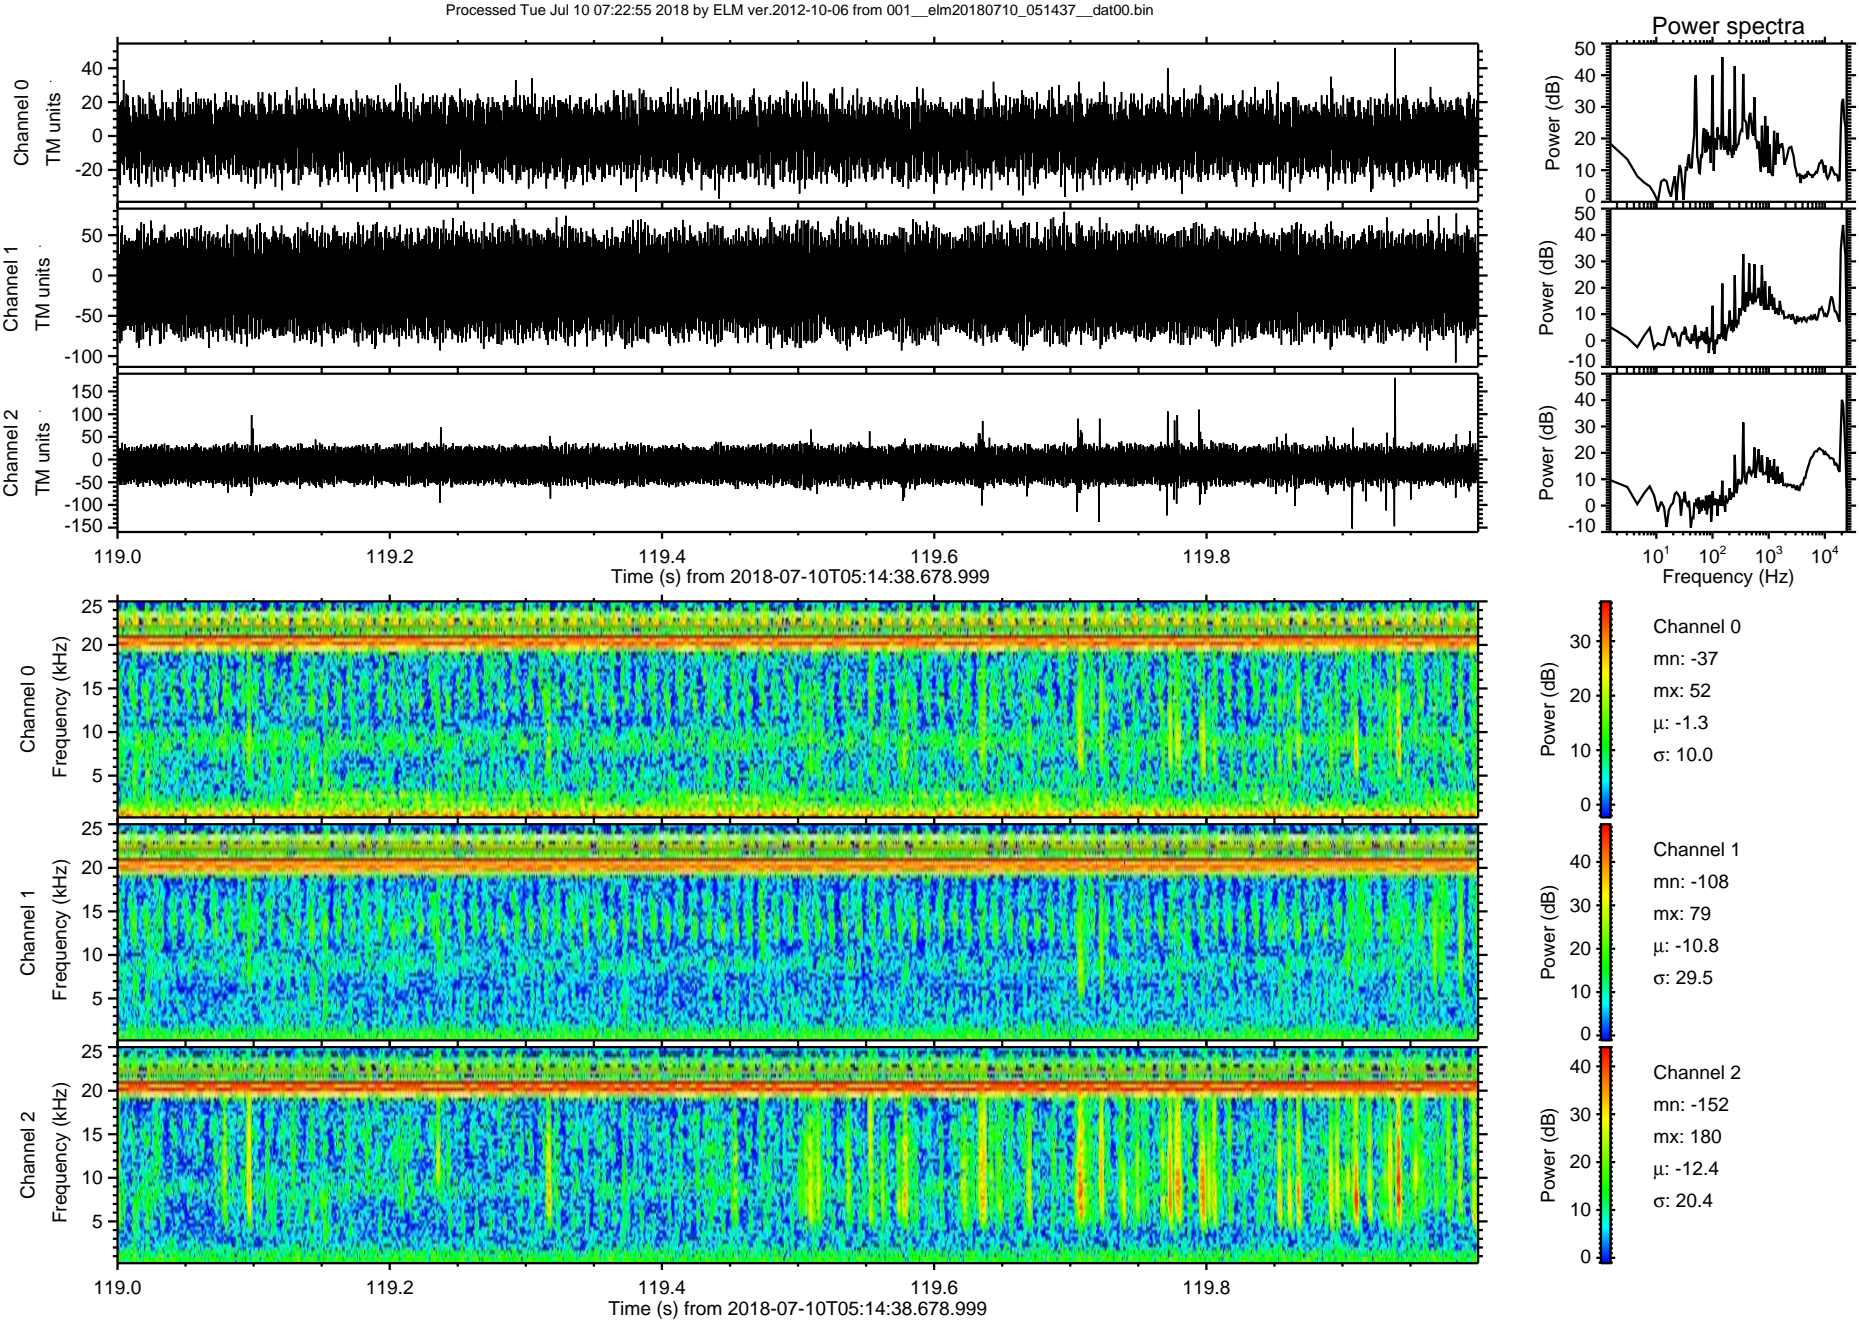 Processed Tue Jul 10 07:22:55 2018 by ELM ver.2012-10-06 from 001__elm20180710_051437__dat00.bin
Power spectra
Channel 0
TM units
40
20
0
-20
Power (dB)
50
40
30
20
10
0
Channel 1
TM units
50
0
-50
-100
Power (dB)
50
40
30
20
10
0
-10
Channel 2
TM units
150
100
50
0
-50
-100
-150
Power (dB)
50
40
30
20
10
0
-10
119.0 119.2 119.4 119.6 119.8
Time (s) from 2018-07-10T05:14:38.678.999
10^1 10^2 10^3 10^4
Frequency (Hz)
Channel 0
Frequency (kHz)
25
20
15
10
5
Power (dB)
30
20
10
0
Channel 0
mn: -37
mx: 52
μ: -1.3
σ: 10.0
Channel 1
Frequency (kHz)
25
20
15
10
5
Power (dB)
40
30
20
10
0
Channel 1
mn: -108
mx: 79
μ: -10.8
σ: 29.5
Channel 2
Frequency (kHz)
25
20
15
10
5
Power (dB)
40
30
20
10
0
Channel 2
mn: -152
mx: 180
μ: -12.4
σ: 20.4
119.0 119.2 119.4 119.6 119.8
Time (s) from 2018-07-10T05:14:38.678.999